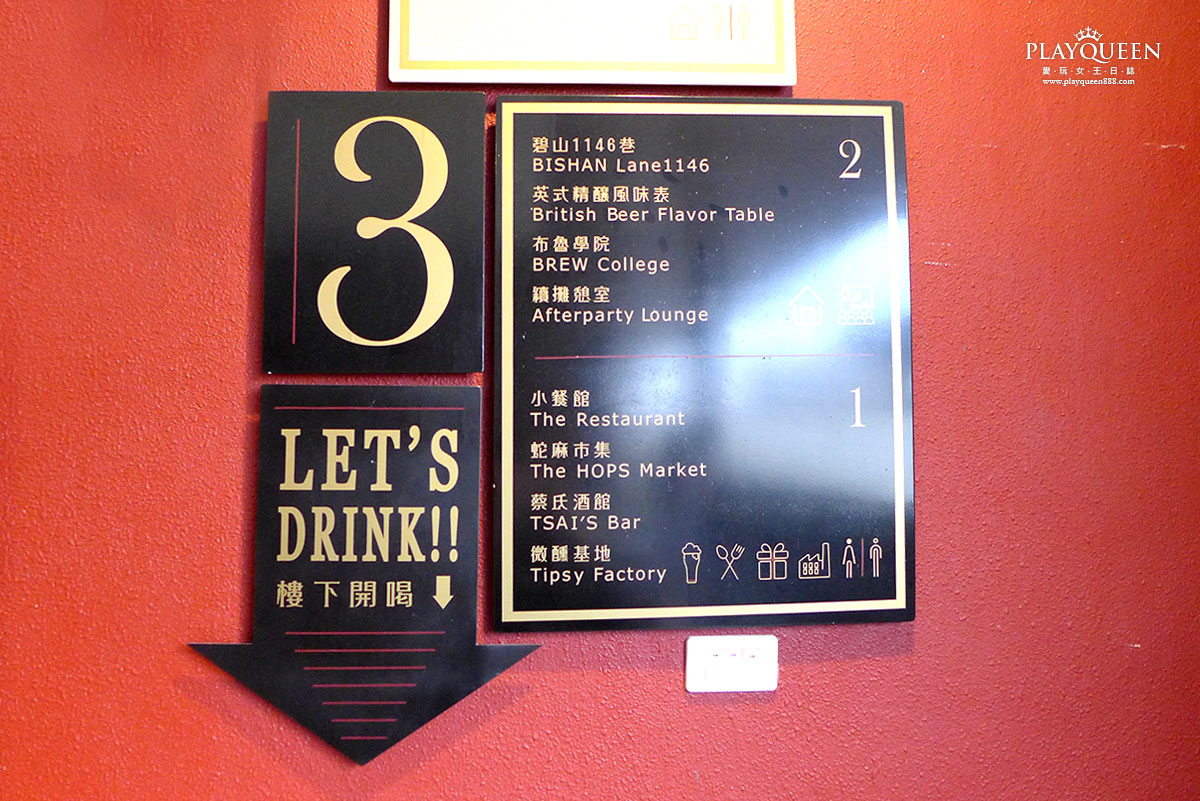 PLAYQUEEN
愛·玩·女·王·日·誌
www.playqueen888.com
3
LET'S
DRINK!!
樓下開喝
碧山1146巷
BISHAN Lane1146
2
英式精釀風味表
British Beer Flavor Table
布魯學院
BREW College
續攤憩室
Afterparty Lounge
小餐館
The Restaurant
1
蛇麻市集
The HOPS Market
蔡氏酒館
TSAI'S Bar
微醺基地
Tipsy Factory